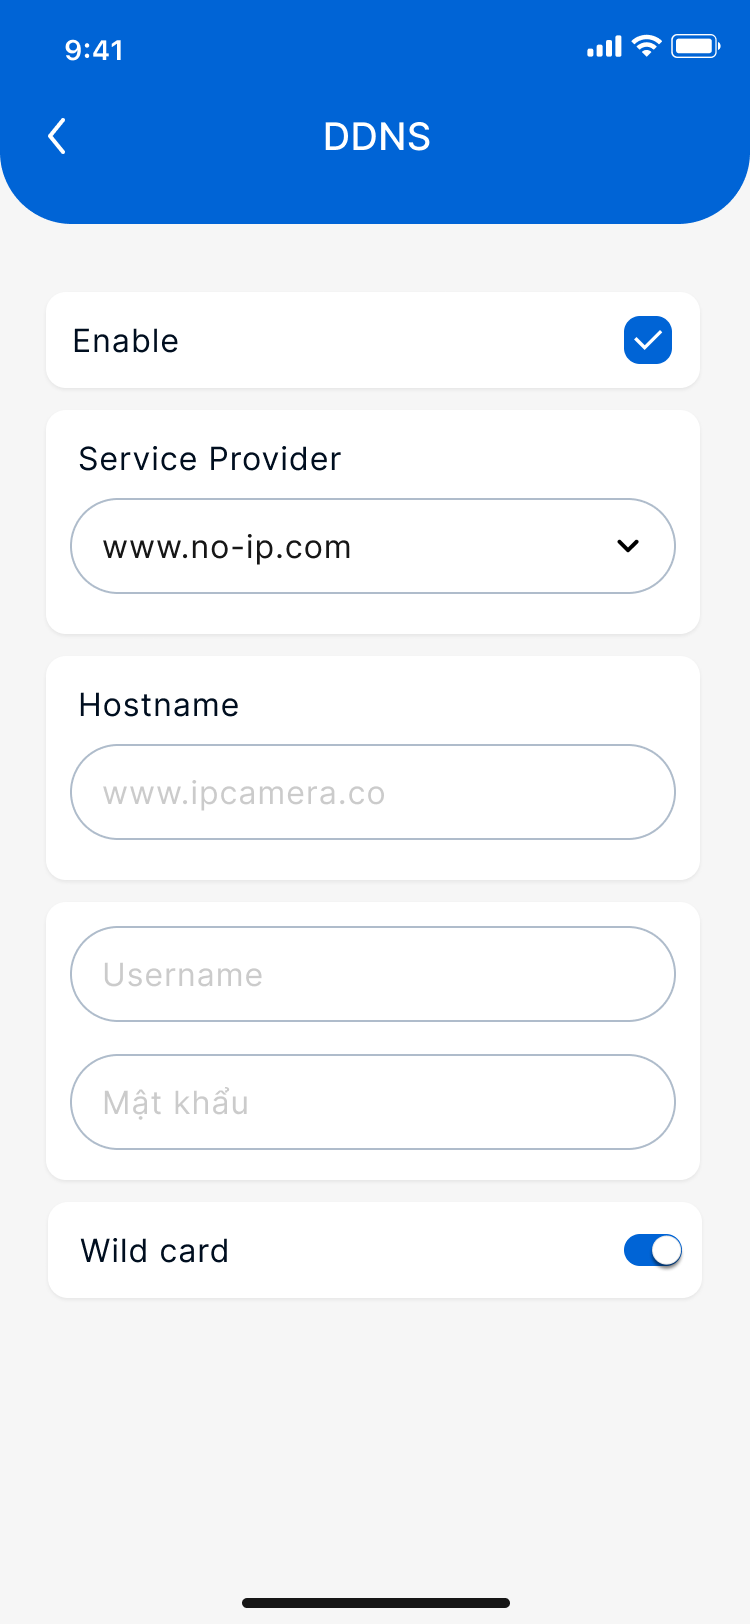 9:41
DDNS
Enable
Service Provider
www.no-ip.com
Hostname
www.ipcamera.co
Username
Mật khẩu
Wild card